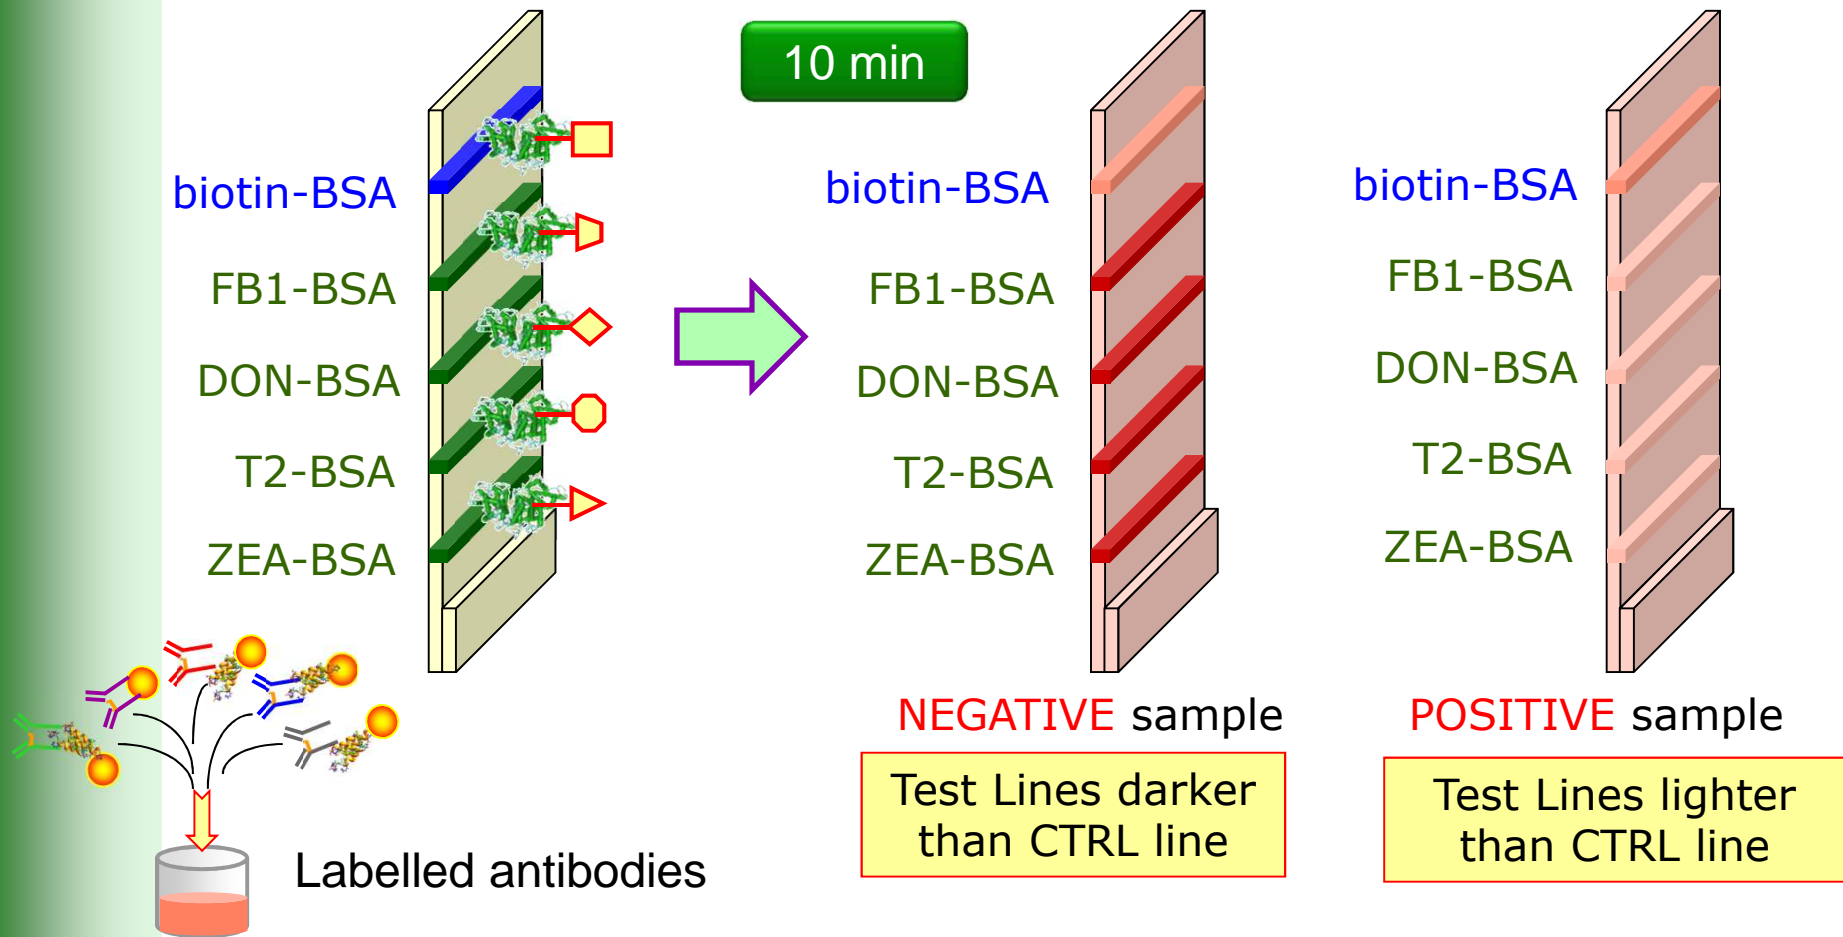 10 min
biotin-BSA
FB1-BSA
DON-BSA
T2-BSA
ZEA-BSA
Labelled antibodies
biotin-BSA
FB1-BSA
DON-BSA
T2-BSA
ZEA-BSA
NEGATIVE sample
Test Lines darker
than CTRL line
biotin-BSA
FB1-BSA
DON-BSA
T2-BSA
ZEA-BSA
POSITIVE sample
Test Lines lighter
than CTRL line